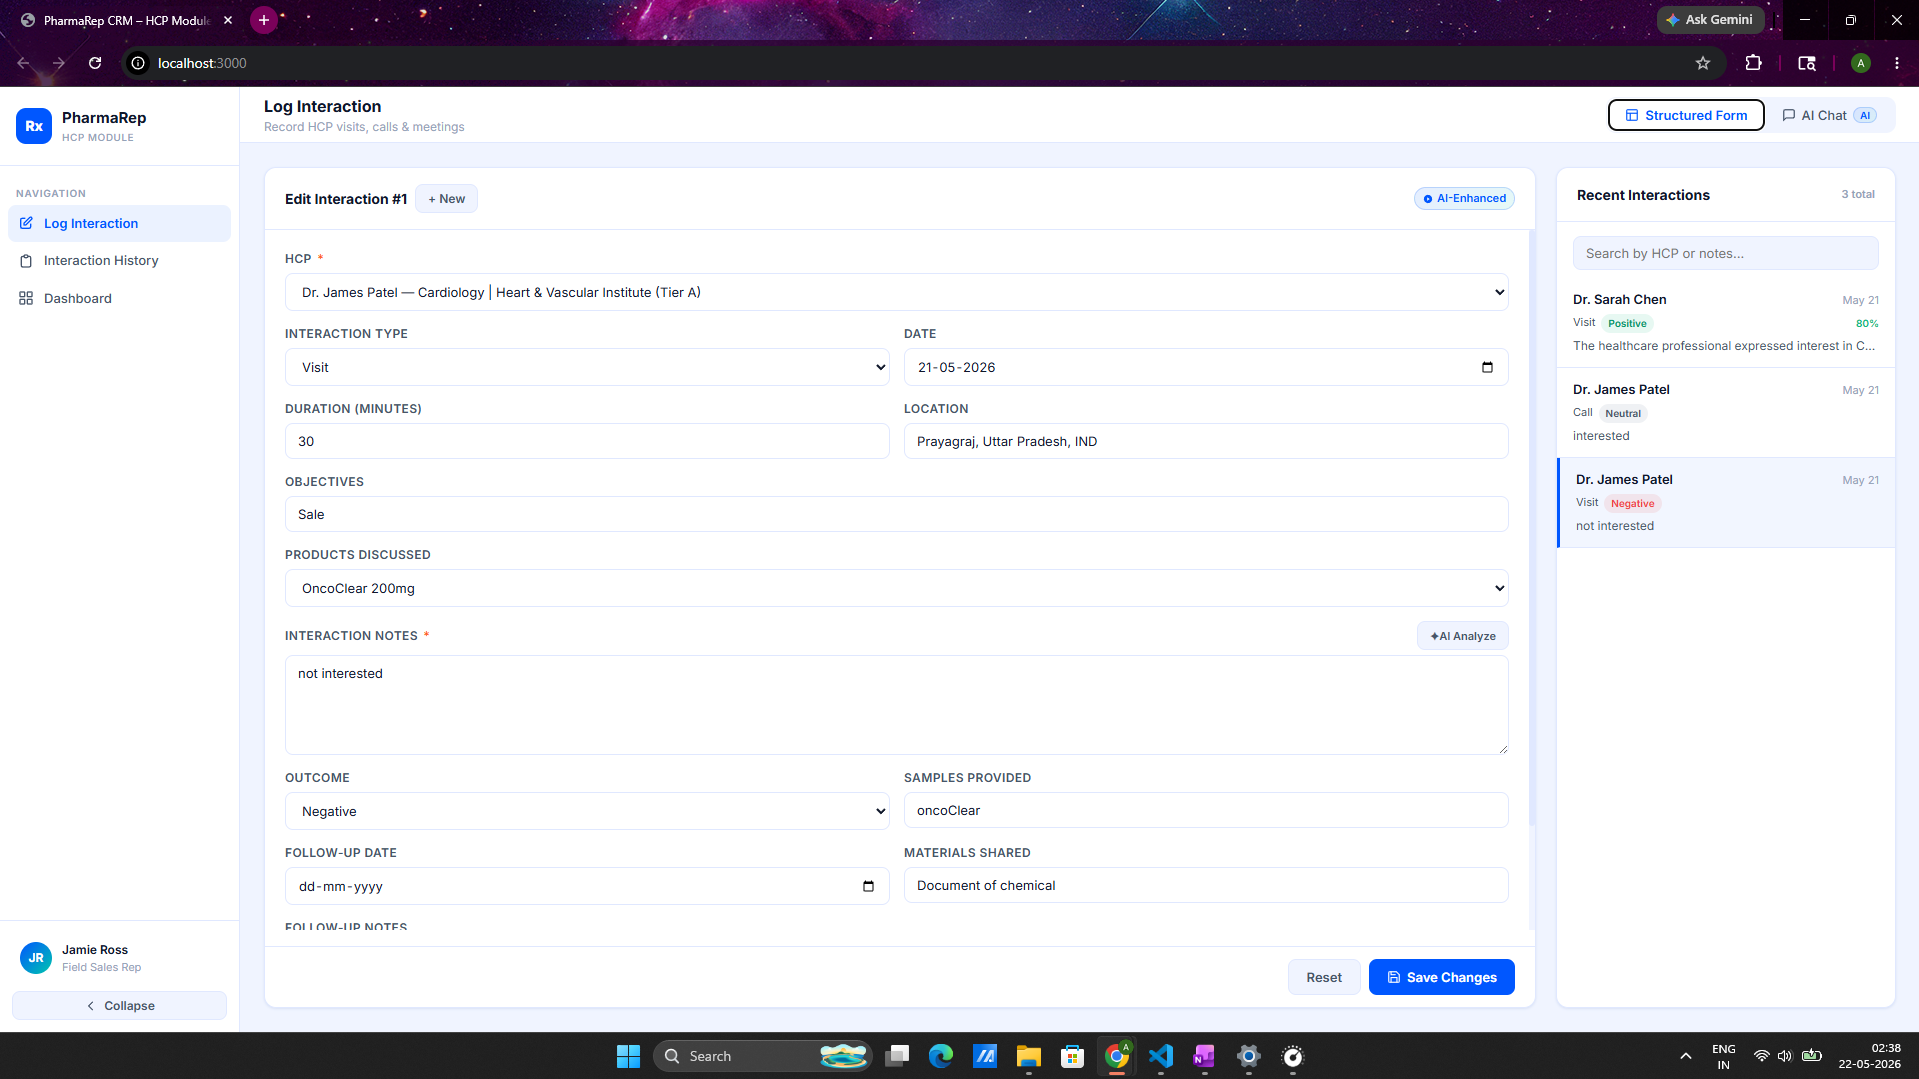 PharmaRep CRM – HCP Module
Ask Gemini
localhost:3000
A
Rx
PharmaRep
HCP MODULE
NAVIGATION
Log Interaction
Interaction History
Dashboard
JR
Jamie Ross
Field Sales Rep
Collapse
Log Interaction
Record HCP visits, calls & meetings
Structured Form
AI Chat AI
Edit Interaction #1
+ New
AI-Enhanced
HCP *
Dr. James Patel — Cardiology | Heart & Vascular Institute (Tier A)
INTERACTION TYPE
Visit
DATE
21-05-2026
DURATION (MINUTES)
30
LOCATION
Prayagraj, Uttar Pradesh, IND
OBJECTIVES
Sale
PRODUCTS DISCUSSED
OncoClear 200mg
INTERACTION NOTES *
✦AI Analyze
not interested
OUTCOME
Negative
SAMPLES PROVIDED
oncoClear
FOLLOW-UP DATE
dd-mm-yyyy
MATERIALS SHARED
Document of chemical
FOLLOW-UP NOTES
Reset
Save Changes
Recent Interactions
3 total
Search by HCP or notes...
Dr. Sarah Chen
May 21
Visit Positive
80%
The healthcare professional expressed interest in C...
Dr. James Patel
May 21
Call Neutral
interested
Dr. James Patel
May 21
Visit Negative
not interested
Search
A
N
ENG
IN
02:38
22-05-2026